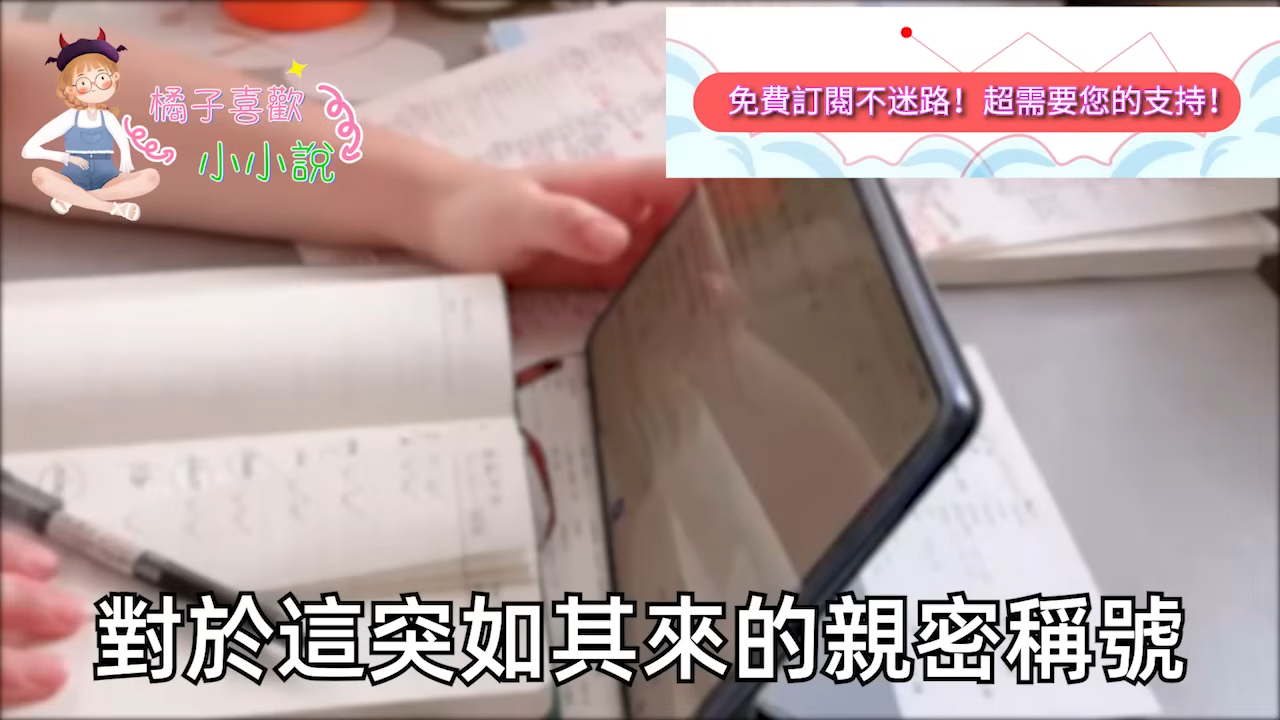 橘子喜歡
小小說
免費訂閱不迷路！超需要您的支持！
對於這突如其來的親密稱號